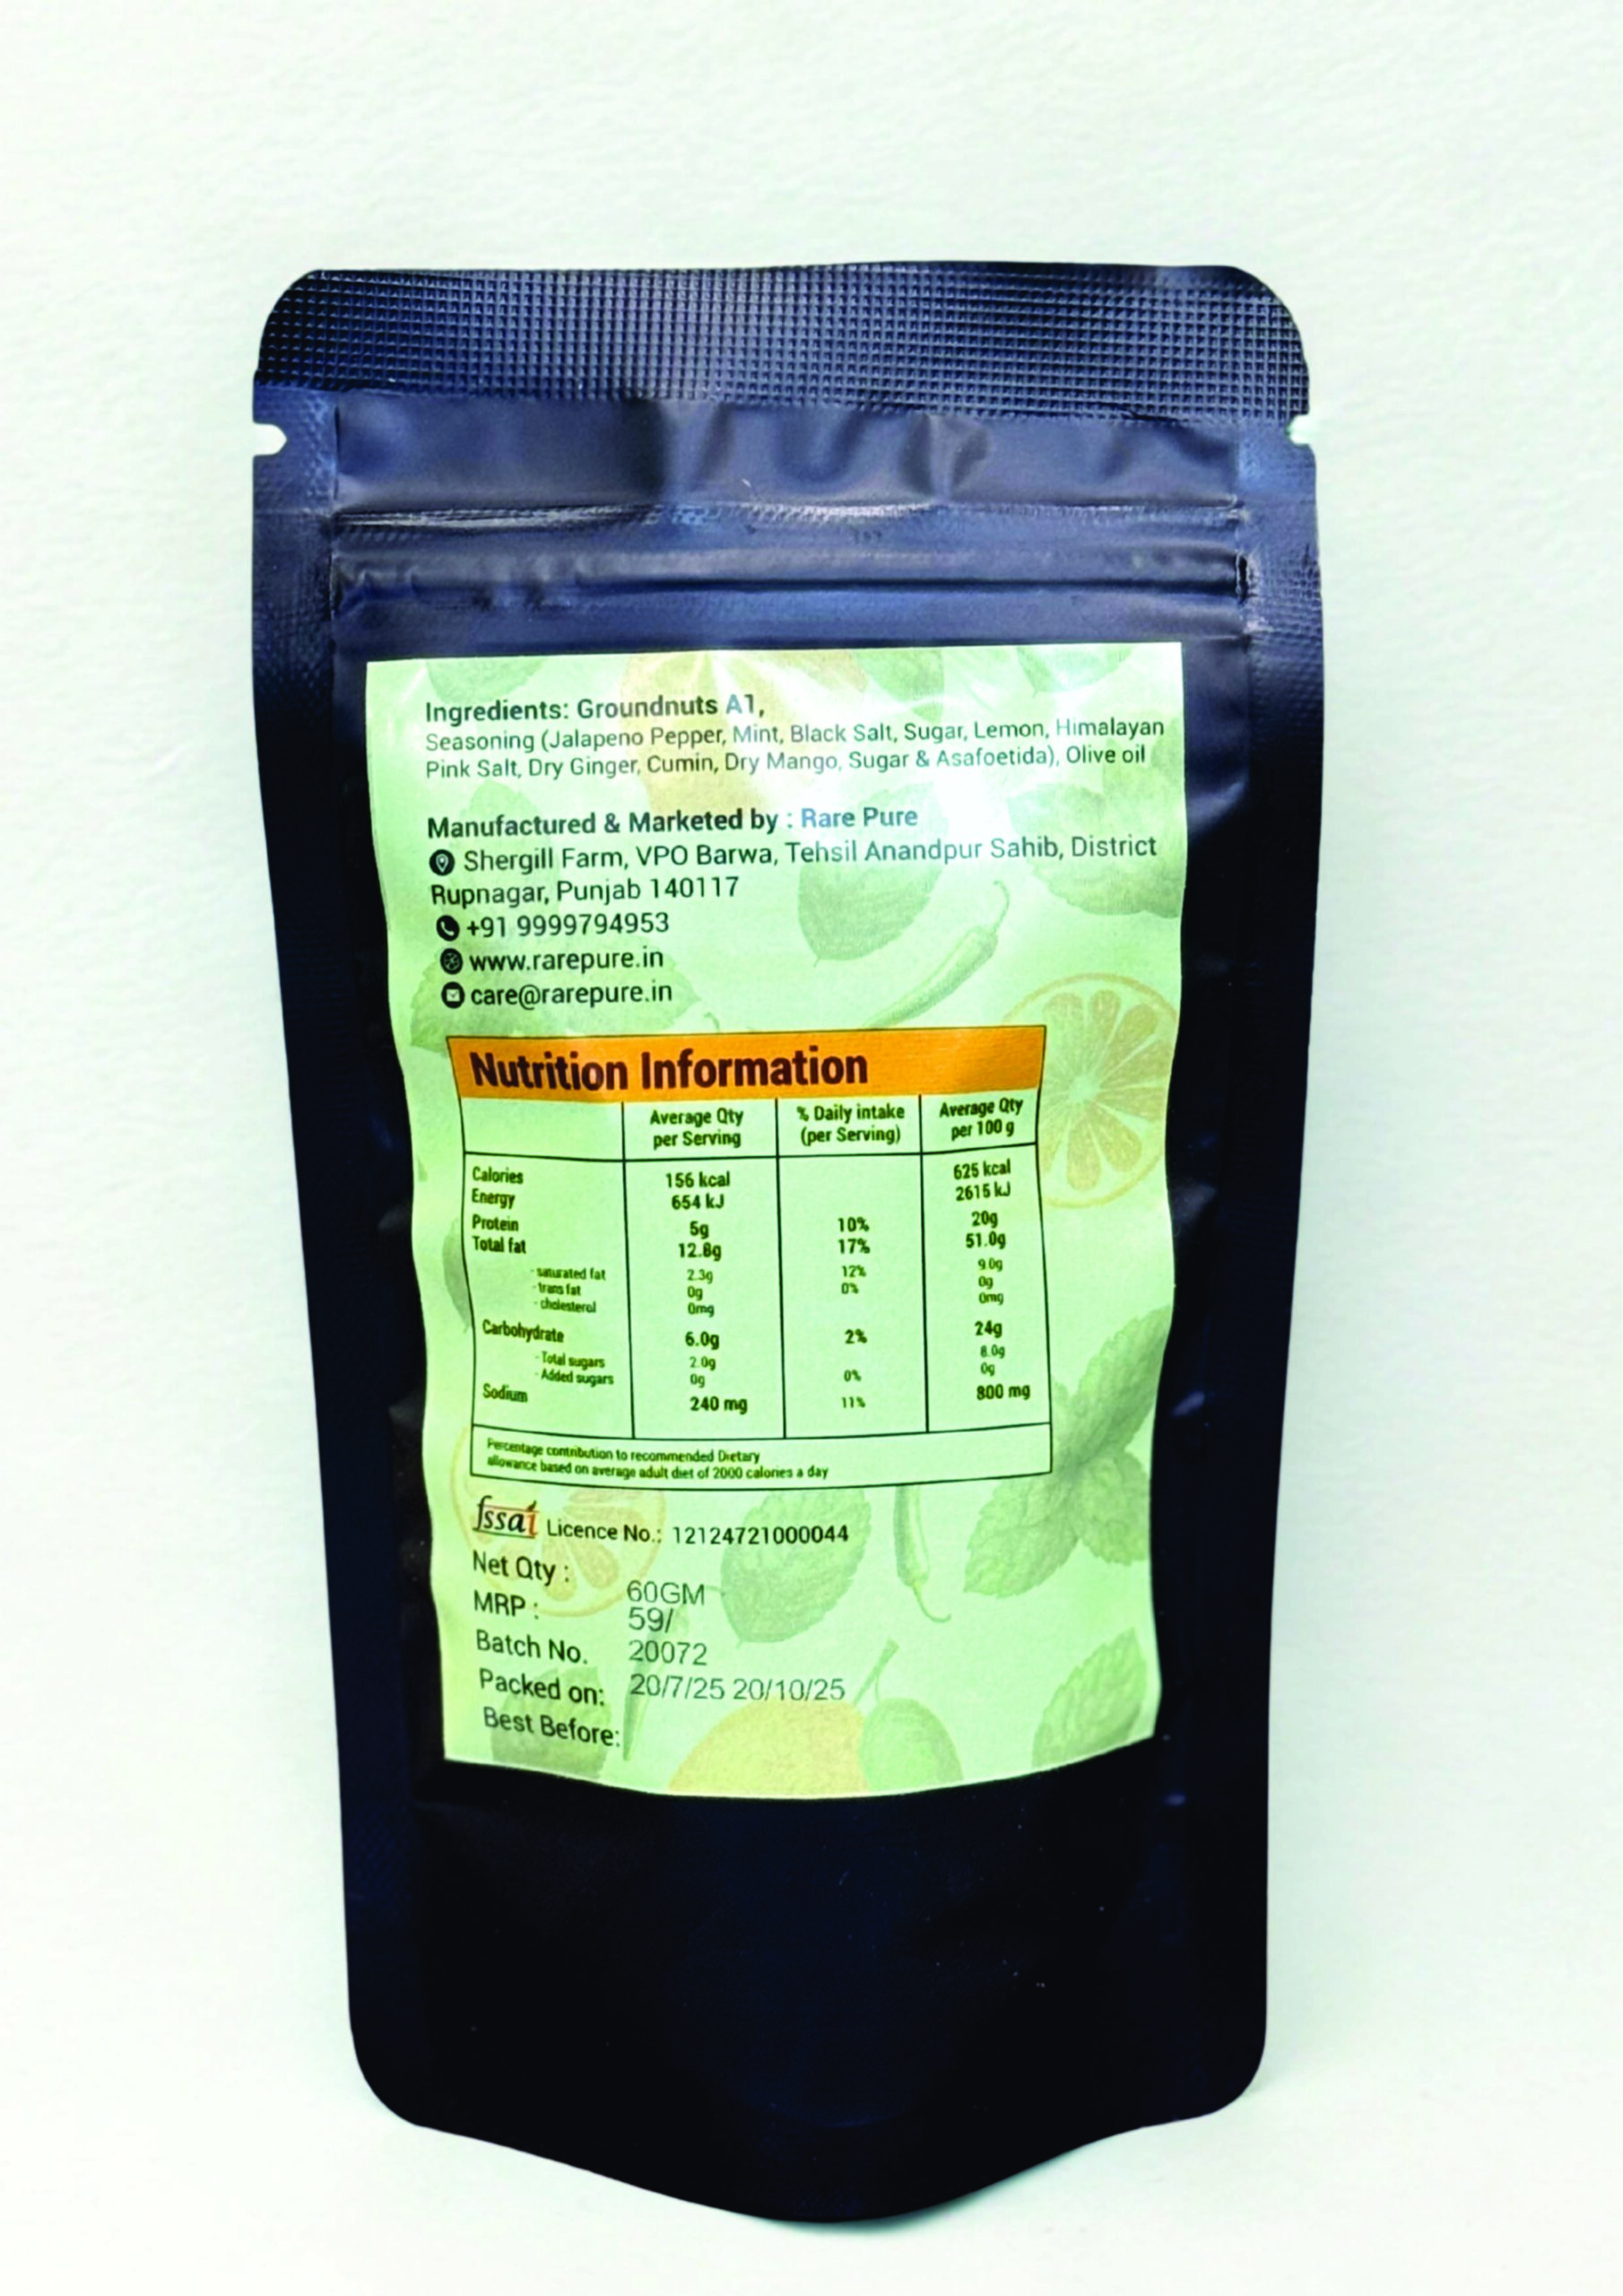 Ingredients: Groundnuts A1,
Seasoning (Jalapeno Pepper, Mint, Black Salt, Sugar, Lemon, Himalayan
Pink Salt, Dry Ginger, Cumin, Dry Mango, Sugar & Asafoetida), Olive oil
Manufactured & Marketed by : Rare Pure
Shergill Farm, VPO Barwa, Tehsil Anandpur Sahib, District
Rupnagar, Punjab 140117
+91 9999794953
www.rarepure.in
care@rarepure.in
Nutrition Information
Average Qty per Serving % Daily intake (per Serving) Average Qty per 100 g
Calories 156 kcal 625 kcal
Energy 654 kJ 2615 kJ
Protein 5g 10% 20g
Total fat 12.8g 17% 51.0g
- saturated fat 2.3g 12% 9.0g
- trans fat 0g 0% 0g
- cholesterol 0mg 0mg
Carbohydrate 6.0g 2% 24g
- Total sugars 2.0g 8.0g
- Added sugars 0g 0% 0g
Sodium 240 mg 11% 800 mg
Percentage contribution to recommended Dietary
allowance based on average adult diet of 2000 calories a day
fssai Licence No.: 12124721000044
Net Qty : 60GM
MRP : 59/
Batch No. 20072
Packed on: 20/7/25 20/10/25
Best Before: